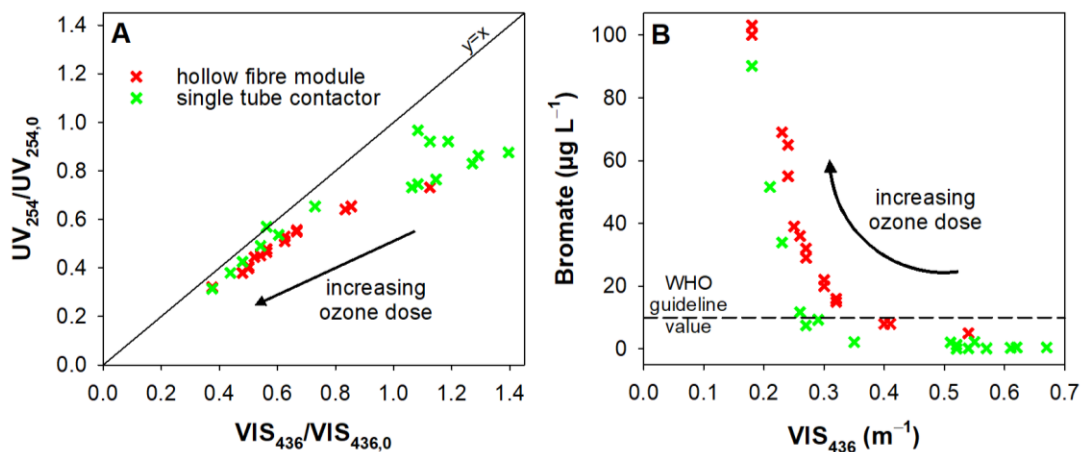 A
y=x
hollow fibre module
single tube contactor
increasing
ozone dose
UV254/UV254,0
1.4
1.2
1.0
0.8
0.6
0.4
0.2
0.0
0.0 0.2 0.4 0.6 0.8 1.0 1.2 1.4
VIS436/VIS436,0
B
increasing
ozone dose
WHO
guideline
value
Bromate (µg L⁻¹)
100
80
60
40
20
0
0.0 0.1 0.2 0.3 0.4 0.5 0.6 0.7
VIS436 (m⁻¹)